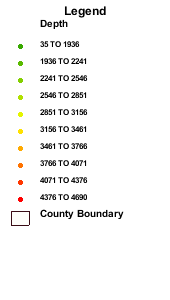 Legend
Depth
35 TO 1936
1936 TO 2241
2241 TO 2546
2546 TO 2851
2851 TO 3156
3156 TO 3461
3461 TO 3766
3766 TO 4071
4071 TO 4376
4376 TO 4690
County Boundary